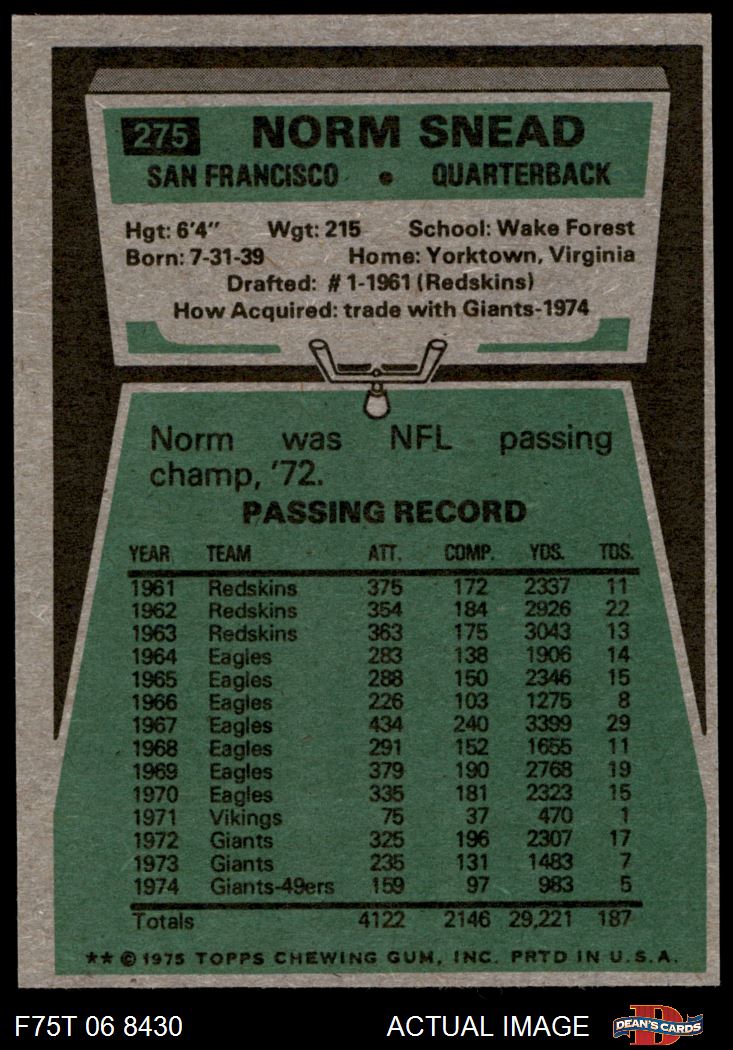 275 NORM SNEAD
SAN FRANCISCO • QUARTERBACK
Hgt: 6'4" Wgt: 215 School: Wake Forest
Born: 7-31-39 Home: Yorktown, Virginia
Drafted: #1-1961 (Redskins)
How Acquired: trade with Giants-1974
Norm was NFL passing
champ, '72.
PASSING RECORD
YEAR TEAM ATT. COMP. YDS. TDS.
1961 Redskins 375 172 2337 11
1962 Redskins 354 184 2926 22
1963 Redskins 363 175 3043 13
1964 Eagles 283 138 1906 14
1965 Eagles 288 150 2346 15
1966 Eagles 226 103 1275 8
1967 Eagles 434 240 3399 29
1968 Eagles 291 152 1655 11
1969 Eagles 379 190 2768 19
1970 Eagles 335 181 2323 15
1971 Vikings 75 37 470 1
1972 Giants 325 196 2307 17
1973 Giants 235 131 1483 7
1974 Giants-49ers 159 97 983 5
Totals 4122 2146 29,221 187
** © 1975 TOPPS CHEWING GUM, INC. PRTD IN U.S.A.
F75T 06 8430 ACTUAL IMAGE D DEAN'S CARDS